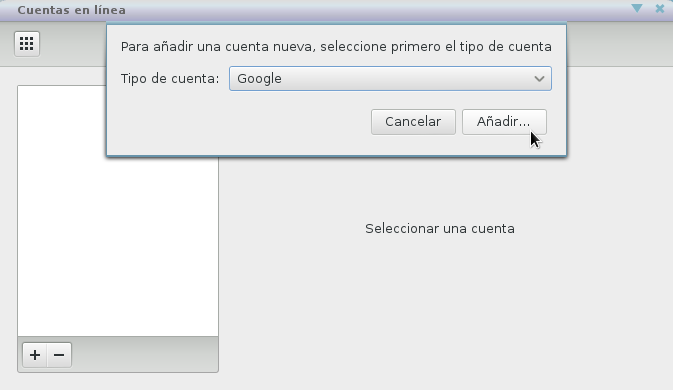 Cuentas en línea
Para añadir una cuenta nueva, seleccione primero el tipo de cuenta
Tipo de cuenta: Google
Cancelar Añadir...
Seleccionar una cuenta
+ −